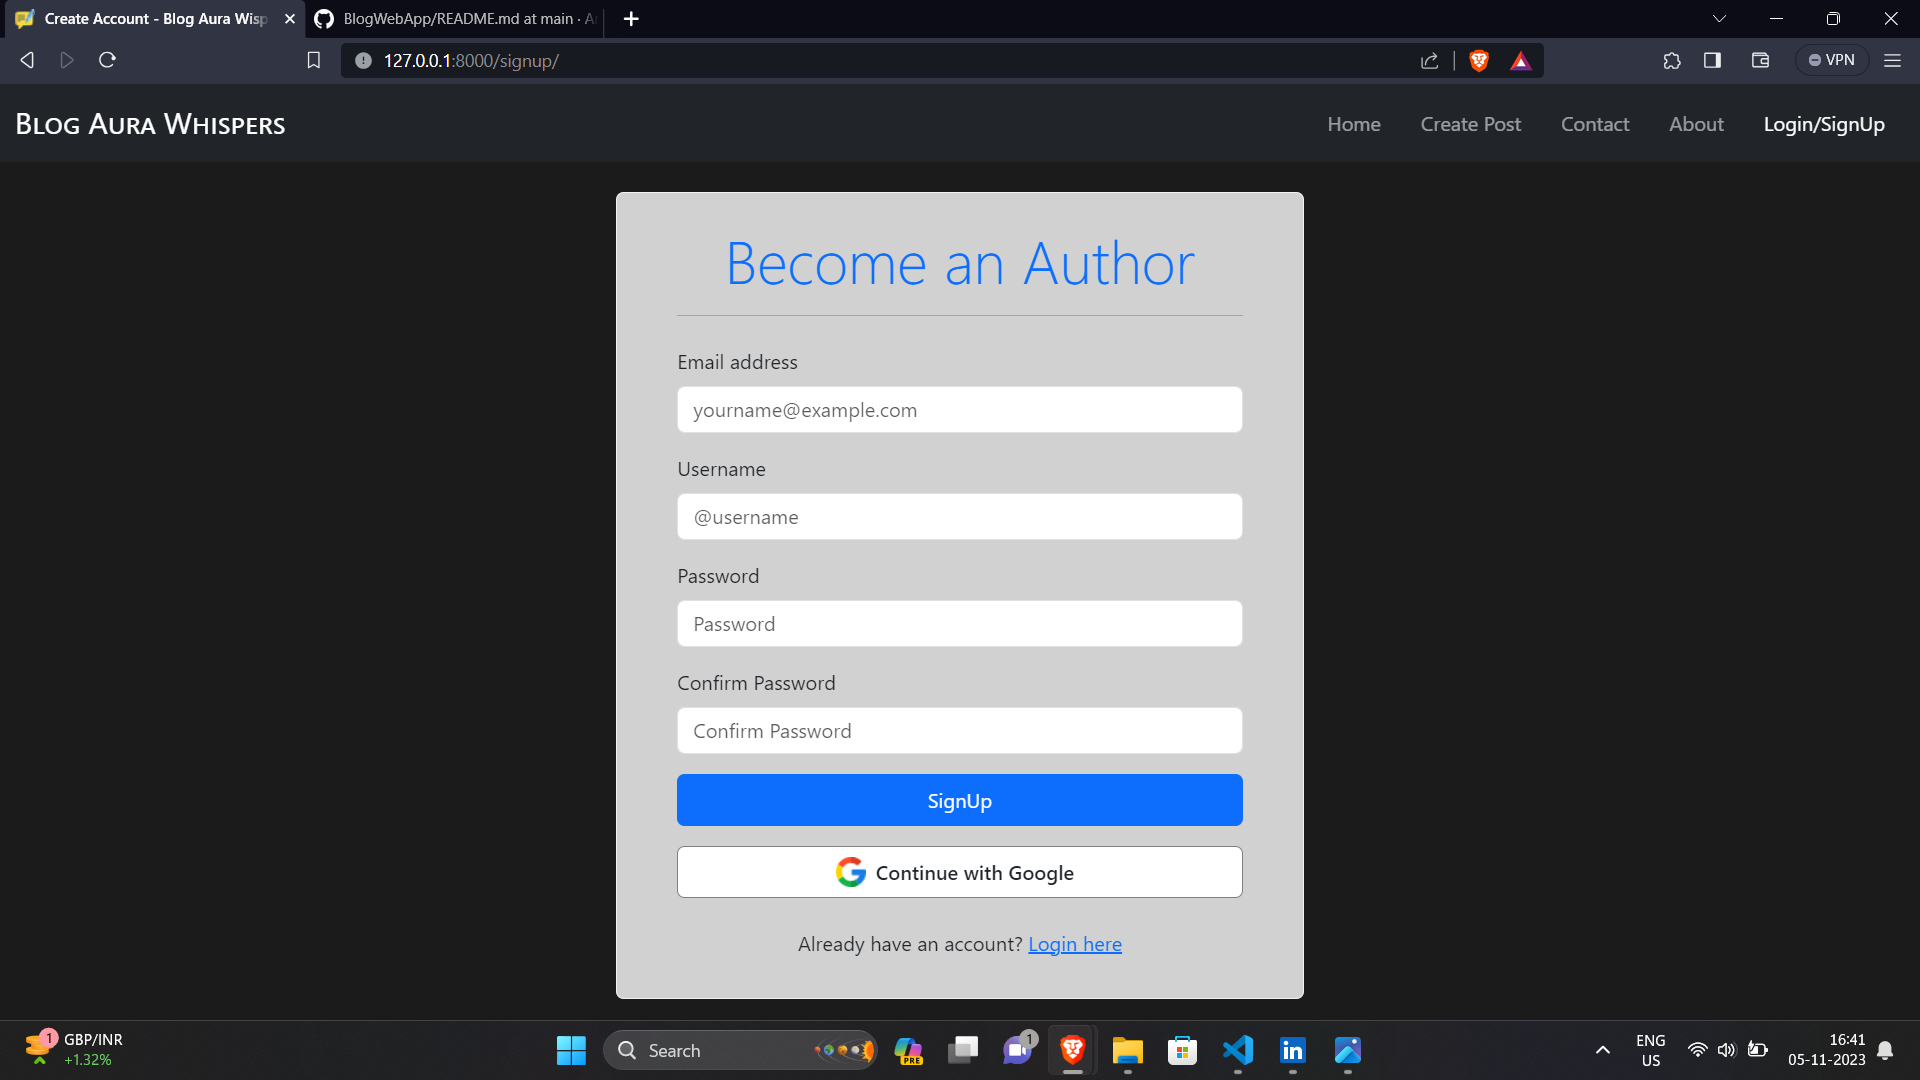 Create Account - Blog Aura Wisp
BlogWebApp/README.md at main · A
127.0.0.1:8000/signup/
VPN
Blog Aura Whispers
Home
Create Post
Contact
About
Login/SignUp
Become an Author
Email address
yourname@example.com
Username
@username
Password
Password
Confirm Password
Confirm Password
SignUp
Continue with Google
Already have an account? Login here
1
GBP/INR
+1.32%
Search
PRE
1
in
ENG
US
16:41
05-11-2023